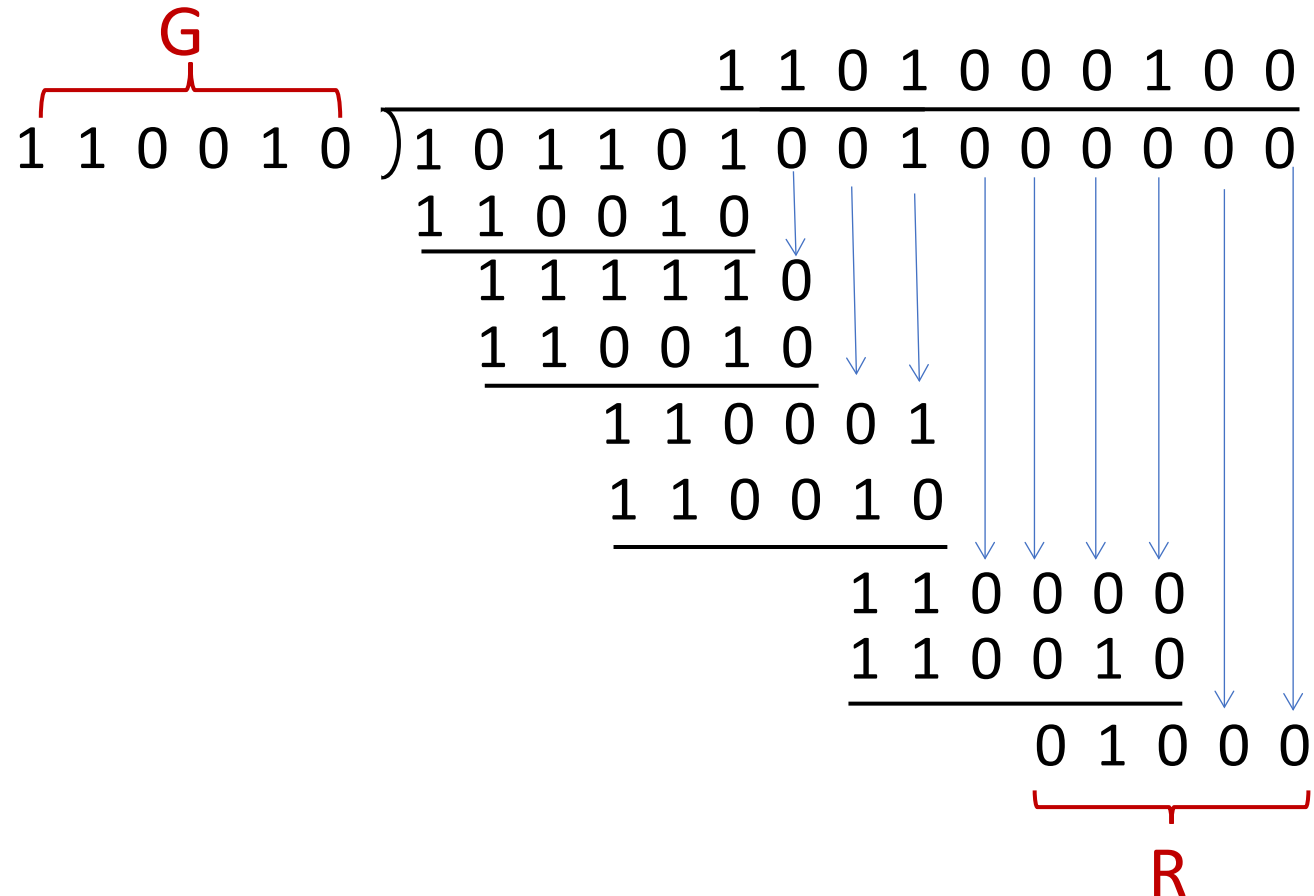 G
1 1 0 1 0 0 0 1 0 0
1 1 0 0 1 0 ) 1 0 1 1 0 1 0 0 1 0 0 0 0 0 0
1 1 0 0 1 0
1 1 1 1 1 0
1 1 0 0 1 0
1 1 0 0 0 1
1 1 0 0 1 0
1 1 0 0 0 0
1 1 0 0 1 0
0 1 0 0 0
R